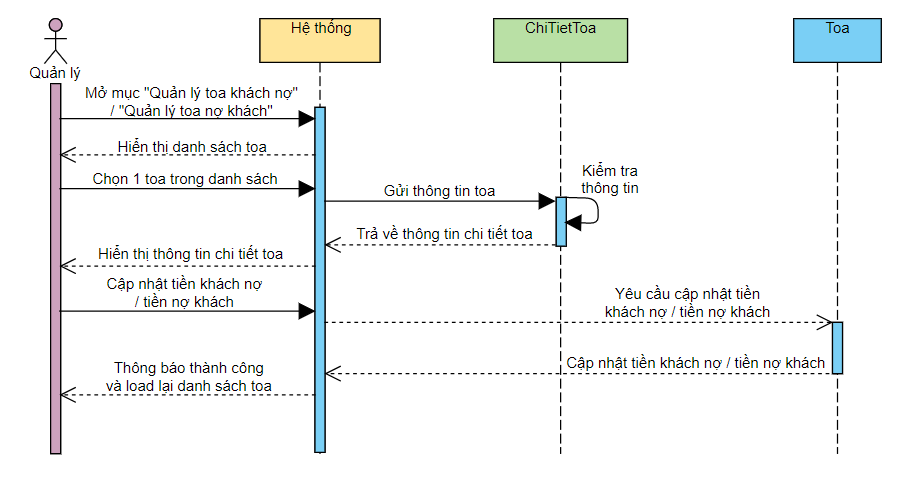 Hệ thống
ChiTietToa
Toa
Quản lý
Mở mục "Quản lý toa khách nợ"
/ "Quản lý toa nợ khách"
Hiển thị danh sách toa
Chọn 1 toa trong danh sách
Gửi thông tin toa
Kiểm tra
thông tin
Trả về thông tin chi tiết toa
Hiển thị thông tin chi tiết toa
Cập nhật tiền khách nợ
/ tiền nợ khách
Yêu cầu cập nhật tiền
khách nợ / tiền nợ khách
Cập nhật tiền khách nợ / tiền nợ khách
Thông báo thành công
và load lại danh sách toa